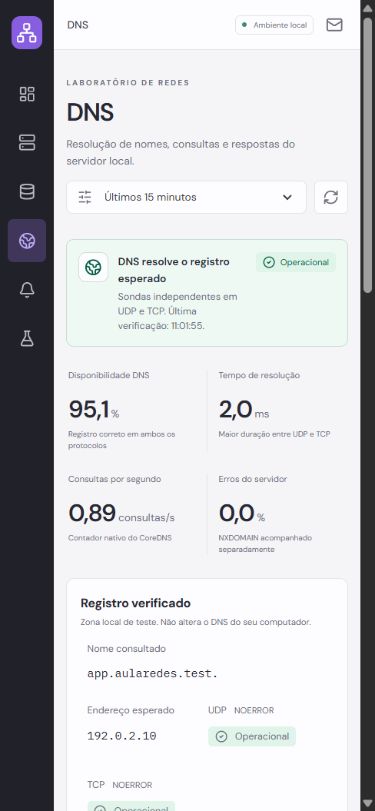 DNS
Ambiente local
LABORATÓRIO DE REDES
DNS
Resolução de nomes, consultas e respostas do
servidor local.
Últimos 15 minutos
DNS resolve o registro
esperado
Operacional
Sondas independentes em
UDP e TCP. Última
verificação: 11:01:55.
Disponibilidade DNS
95,1 %
Registro correto em ambos os
protocolos
Tempo de resolução
2,0 ms
Maior duração entre UDP e TCP
Consultas por segundo
0,89 consultas/s
Contador nativo do CoreDNS
Erros do servidor
0,0 %
NXDOMAIN acompanhado
separadamente
Registro verificado
Zona local de teste. Não altera o DNS do seu computador.
Nome consultado
app.aularedes.test.
Endereço esperado
192.0.2.10
UDP NOERROR
Operacional
TCP NOERROR
Operacional